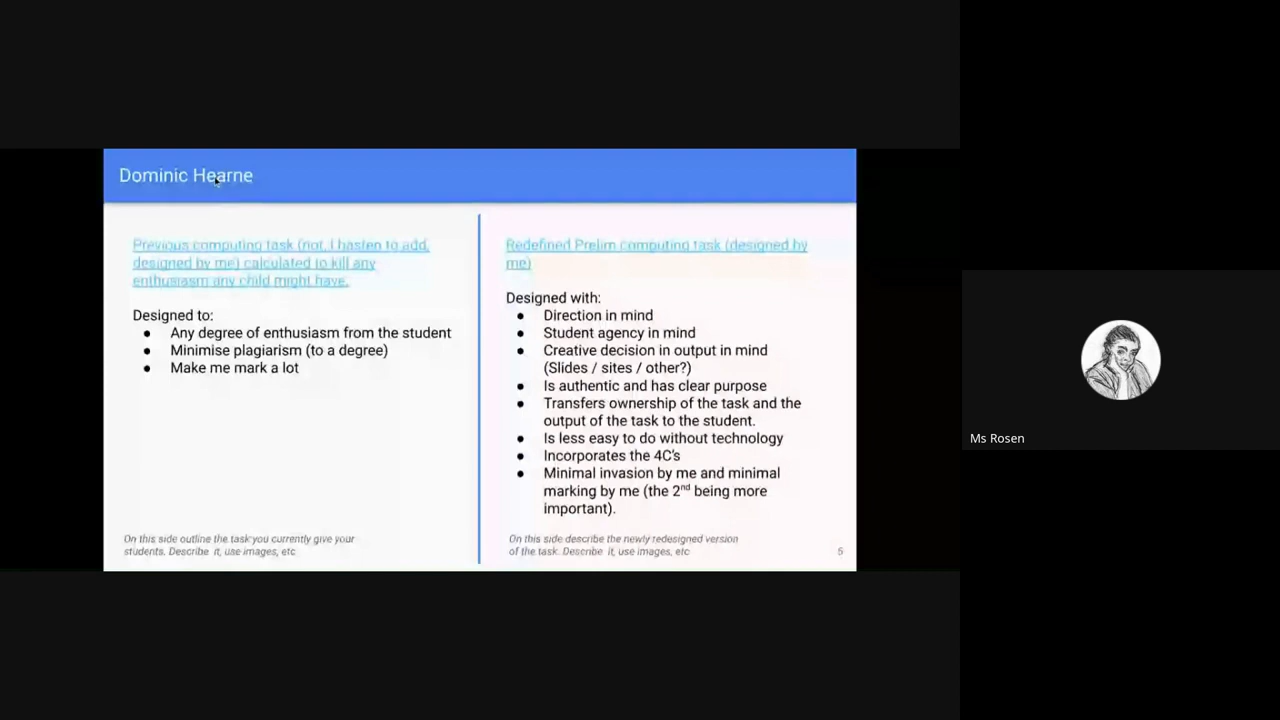 Dominic Hearne
Previous computing task (not, I hasten to add,
designed by me) calculated to kill any
enthusiasm any child might have.
Designed to:
● Any degree of enthusiasm from the student
● Minimise plagiarism (to a degree)
● Make me mark a lot
On this side outline the task you currently give your
students. Describe it, use images, etc
Redefined Prelim computing task (designed by
me)
Designed with:
● Direction in mind
● Student agency in mind
● Creative decision in output in mind
(Slides / sites / other?)
● Is authentic and has clear purpose
● Transfers ownership of the task and the
output of the task to the student.
● Is less easy to do without technology
● Incorporates the 4C's
● Minimal invasion by me and minimal
marking by me (the 2nd being more
important).
On this side describe the newly redesigned version
of the task. Describe it, use images, etc
5
Ms Rosen